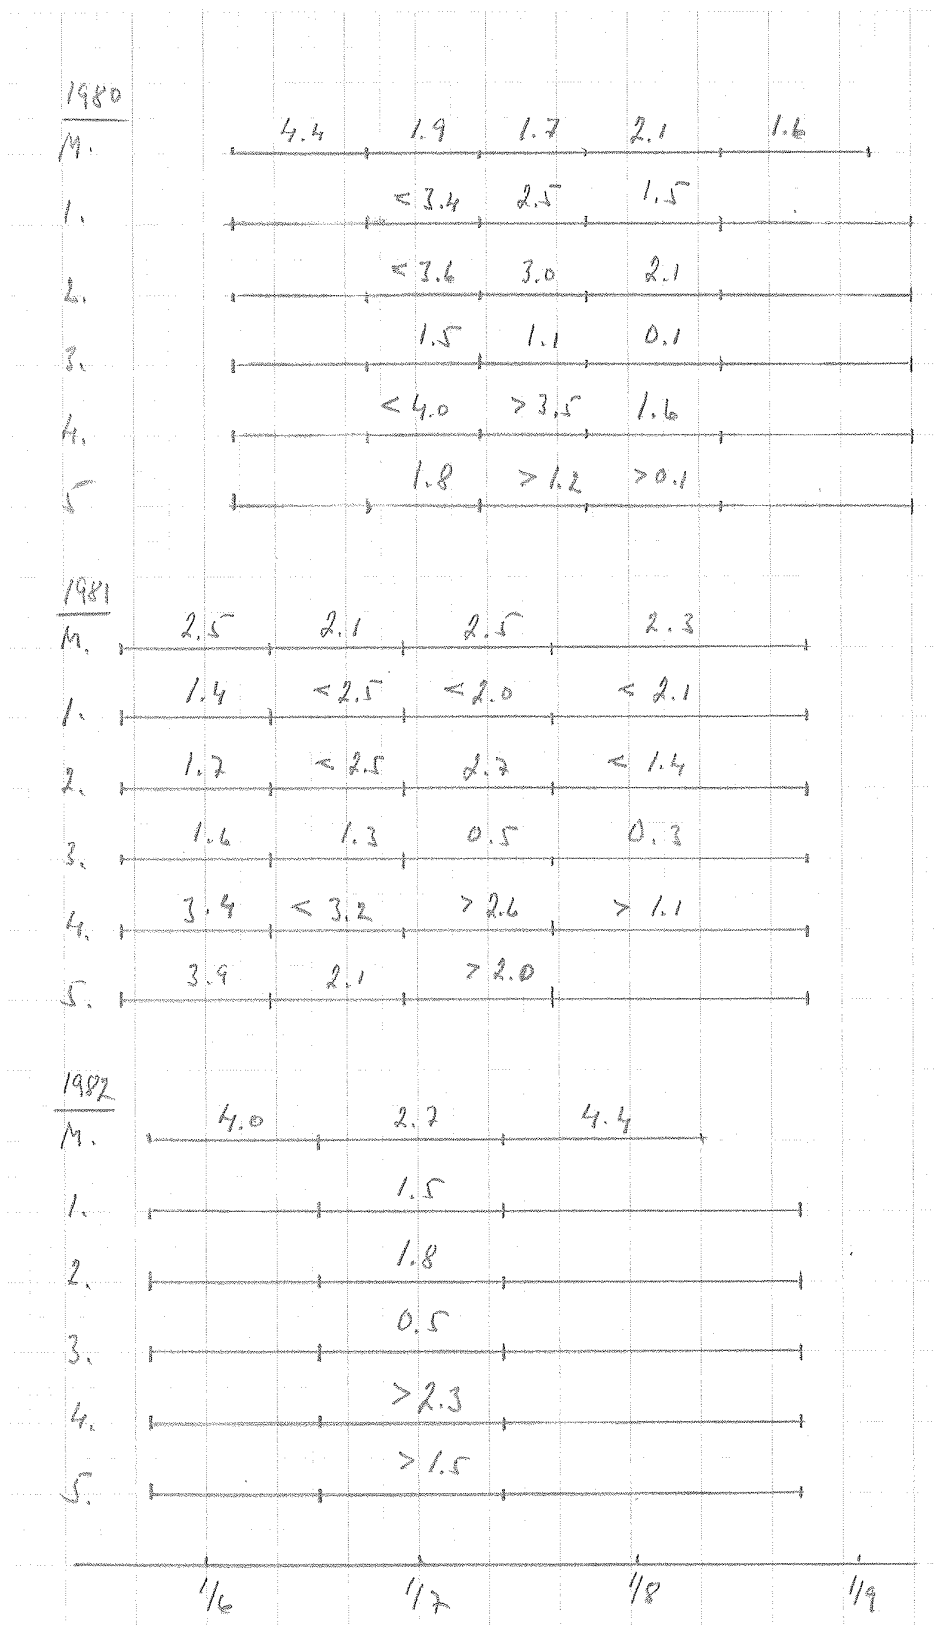 1980
M. 4.4 1.9 1.7 2.1 1.6
1. <3.4 2.5 1.5
2. <3.6 3.0 2.1
3. 1.5 1.1 0.1
4. <4.0 >3.5 1.6
5 1.8 >1.2 >0.1
1981
M. 2.5 2.1 2.5 2.3
1. 1.4 <2.5 <2.0 <2.1
2. 1.7 <2.5 2.7 <1.4
3. 1.6 1.3 0.5 0.3
4. 3.4 <3.2 >2.6 >1.1
5. 3.9 2.1 >2.0
1982
M. 4.0 2.7 4.4
1. 1.5
2. 1.8
3. 0.5
4. >2.3
5. >1.5
1/6 1/7 1/8 1/9